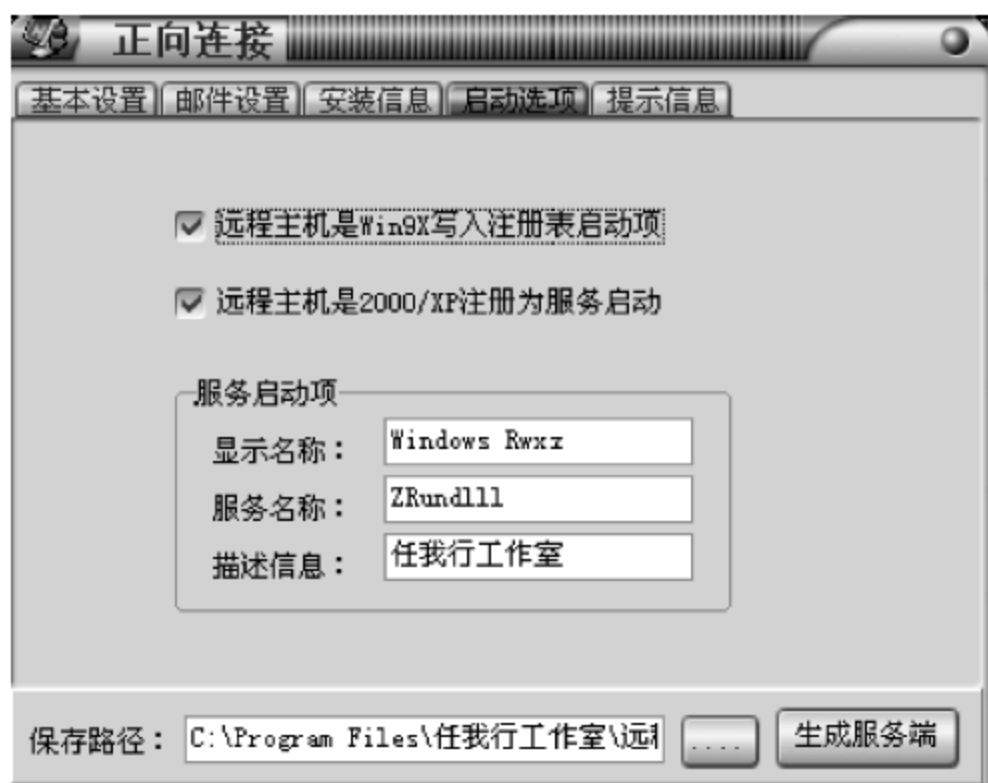 正向连接
基本设置 邮件设置 安装信息 启动选项 提示信息
远程主机是Win9X写入注册表启动项
远程主机是2000/XP注册为服务启动
服务启动项
显示名称： Windows Rwxz
服务名称： ZRundlll
描述信息： 任我行工作室
保存路径： C:\Program Files\任我行工作室\远程 .... 生成服务端